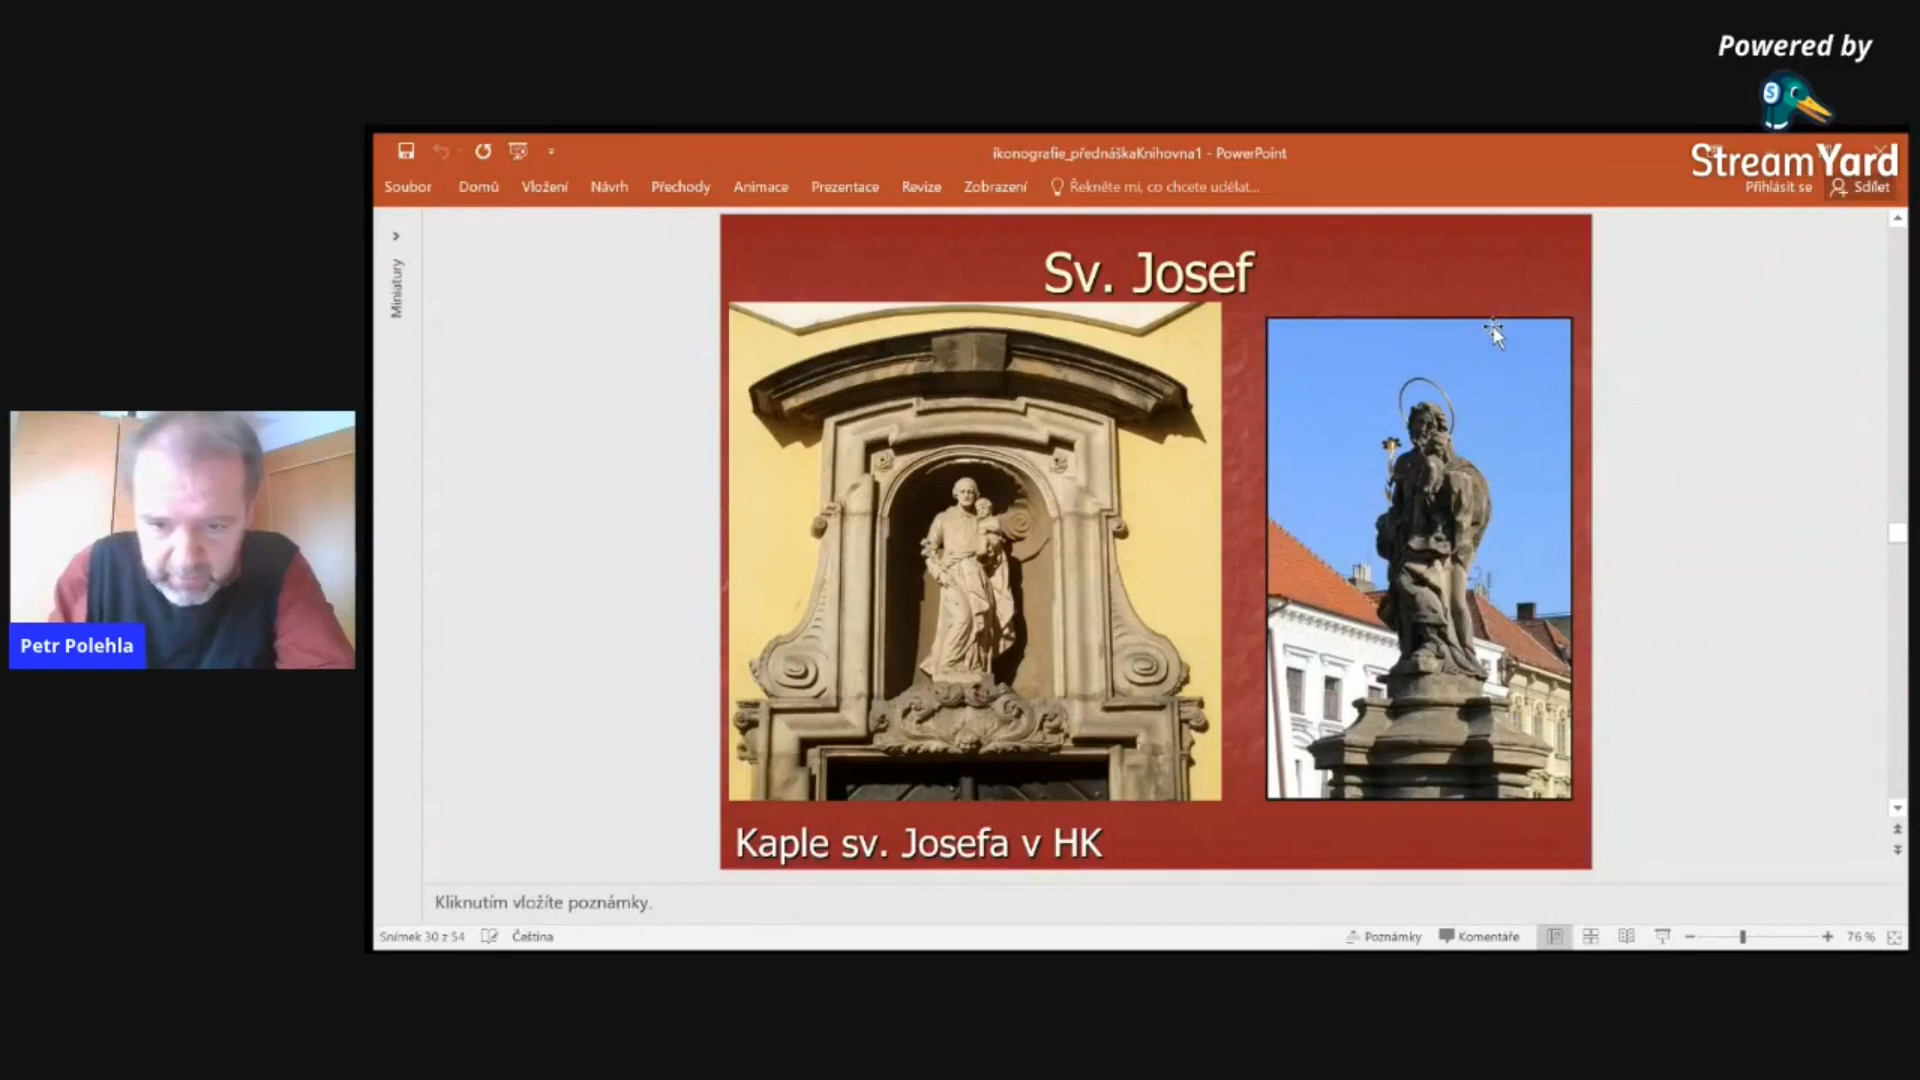 Powered by
StreamYard
ikonografie_přednáškaKnihovna1 - PowerPoint
Soubor Domů Vložení Návrh Přechody Animace Prezentace Revize Zobrazení Řekněte mi, co chcete udělat... Přihlásit se Sdílet
Miniatury
Sv. Josef
Kaple sv. Josefa v HK
Petr Polehla
Kliknutím vložíte poznámky.
Snímek 30 z 54 Čeština Poznámky Komentáře 76 %